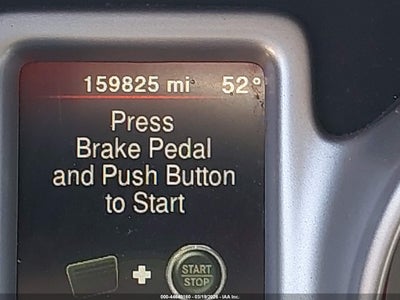 159825 mi 52°
Press
Brake Pedal
and Push Button
to Start
START
STOP